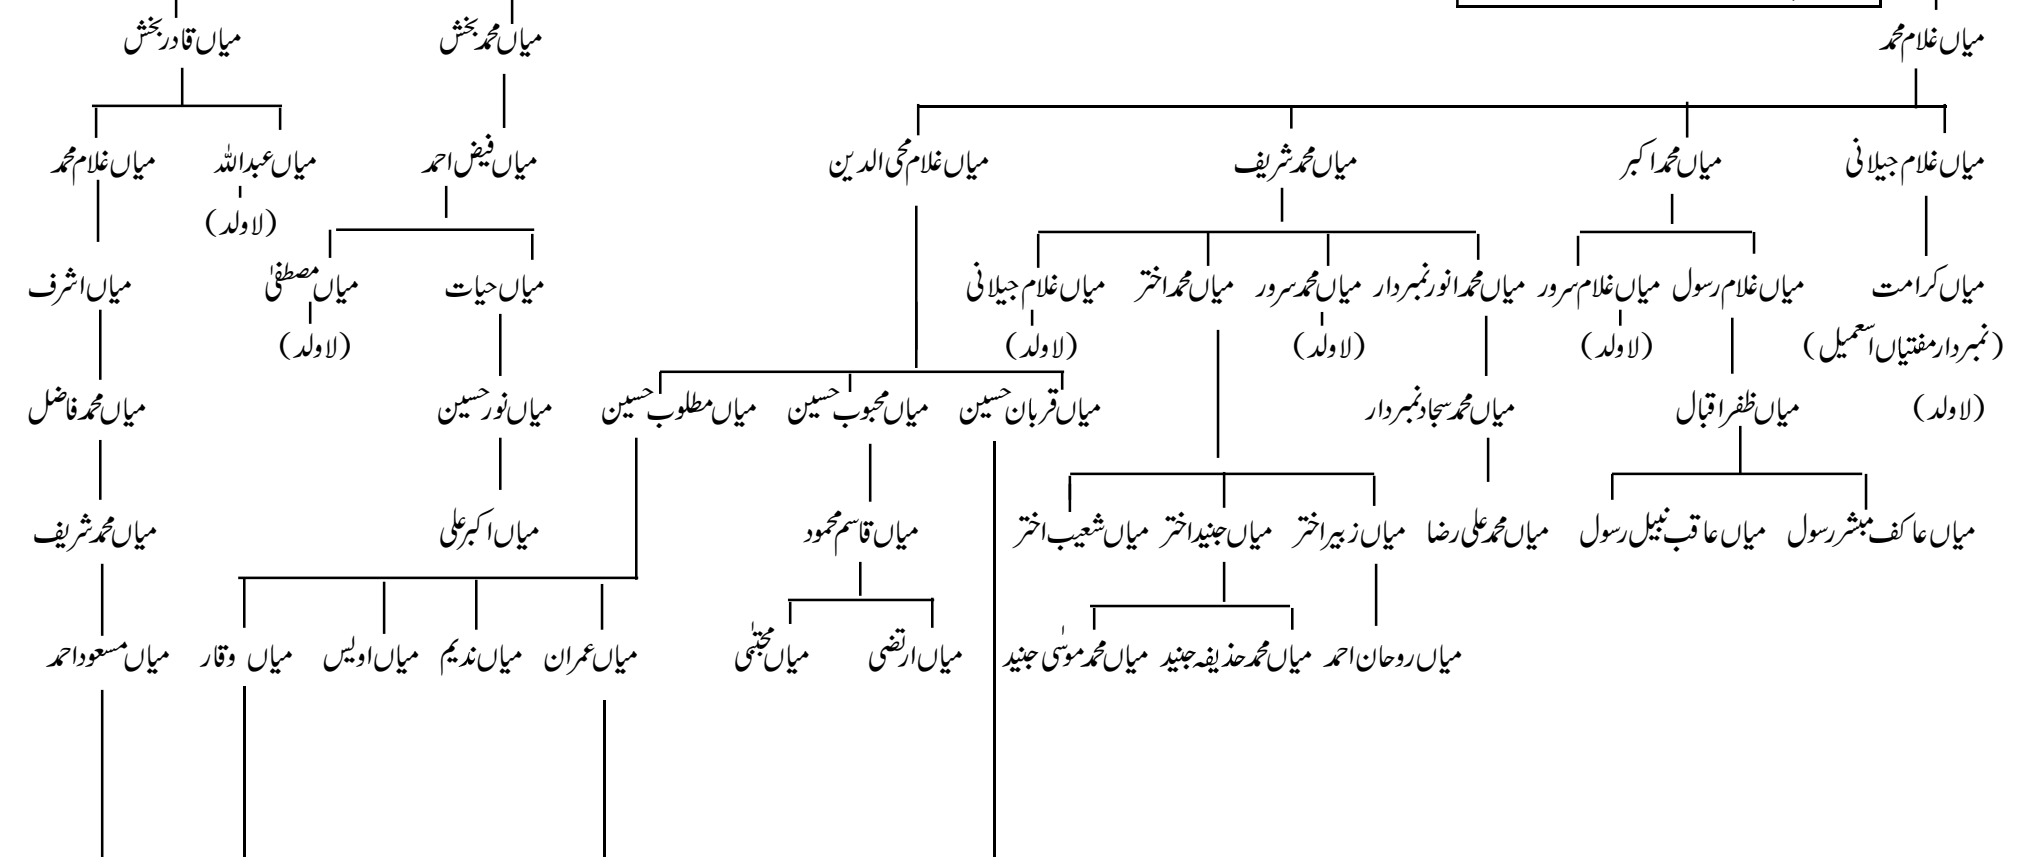 میاں غلام محمد میاں محمد بخش میاں قادر بخش
میاں غلام جیلانی میاں محمد اکبر میاں محمد شریف میاں غلام محی الدین میاں فیض احمد میاں عبداللہ میاں غلام محمد
(لاولد)
میاں کرامت میاں غلام رسول میاں غلام سرور میاں محمد انور نمبردار میاں محمد سرور میاں محمد اختر میاں غلام جیلانی میاں حیات میاں مصطفیٰ میاں اشرف
(نمبردار مفتیاں اسمٰعیل) (لاولد) (لاولد) (لاولد) (لاولد)
(لاولد) میاں ظفر اقبال میاں محمد سجاد نمبردار میاں قربان حسین میاں محبوب حسین میاں مطلوب حسین میاں نور حسین میاں محمد فاضل
میاں عاکف مبشر رسول میاں عاقب نبیل رسول میاں محمد علی رضا میاں زبیر اختر میاں جنید اختر میاں شعیب اختر میاں قاسم محمود میاں اکبر علی میاں محمد شریف
میاں روحان احمد میاں محمد حذیفہ جنید میاں محمد موسٰی جنید میاں ارتضی میاں مجتبٰی میاں عمران میاں ندیم میاں اویس میاں وقار میاں مسعود احمد